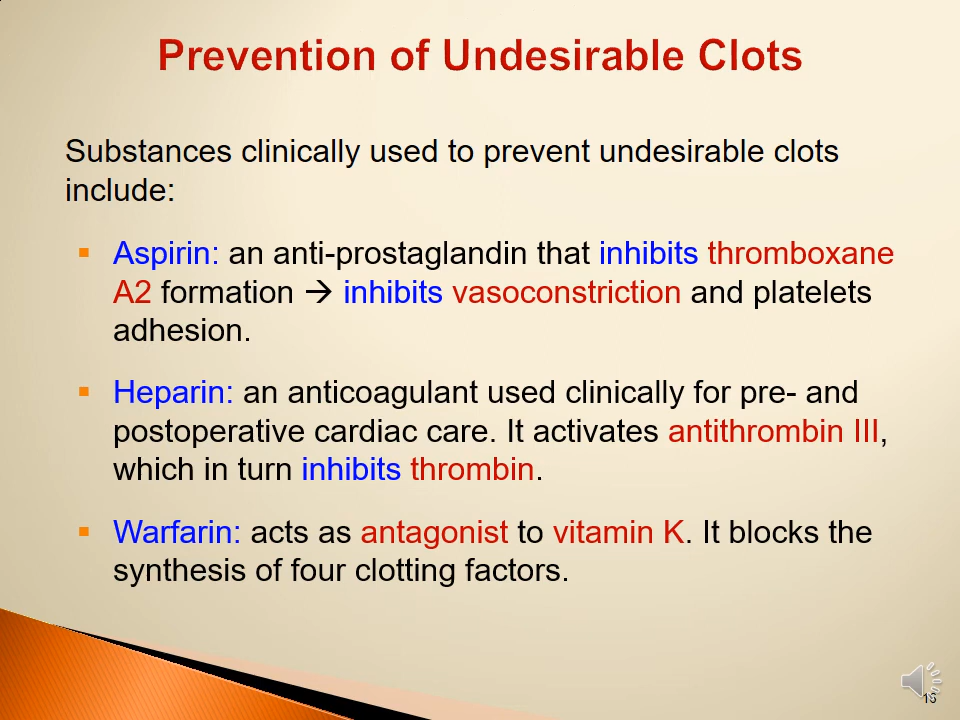 Prevention of Undesirable Clots
Substances clinically used to prevent undesirable clots
include:
▪ Aspirin: an anti-prostaglandin that inhibits thromboxane
A2 formation → inhibits vasoconstriction and platelets
adhesion.
▪ Heparin: an anticoagulant used clinically for pre- and
postoperative cardiac care. It activates antithrombin III,
which in turn inhibits thrombin.
▪ Warfarin: acts as antagonist to vitamin K. It blocks the
synthesis of four clotting factors.